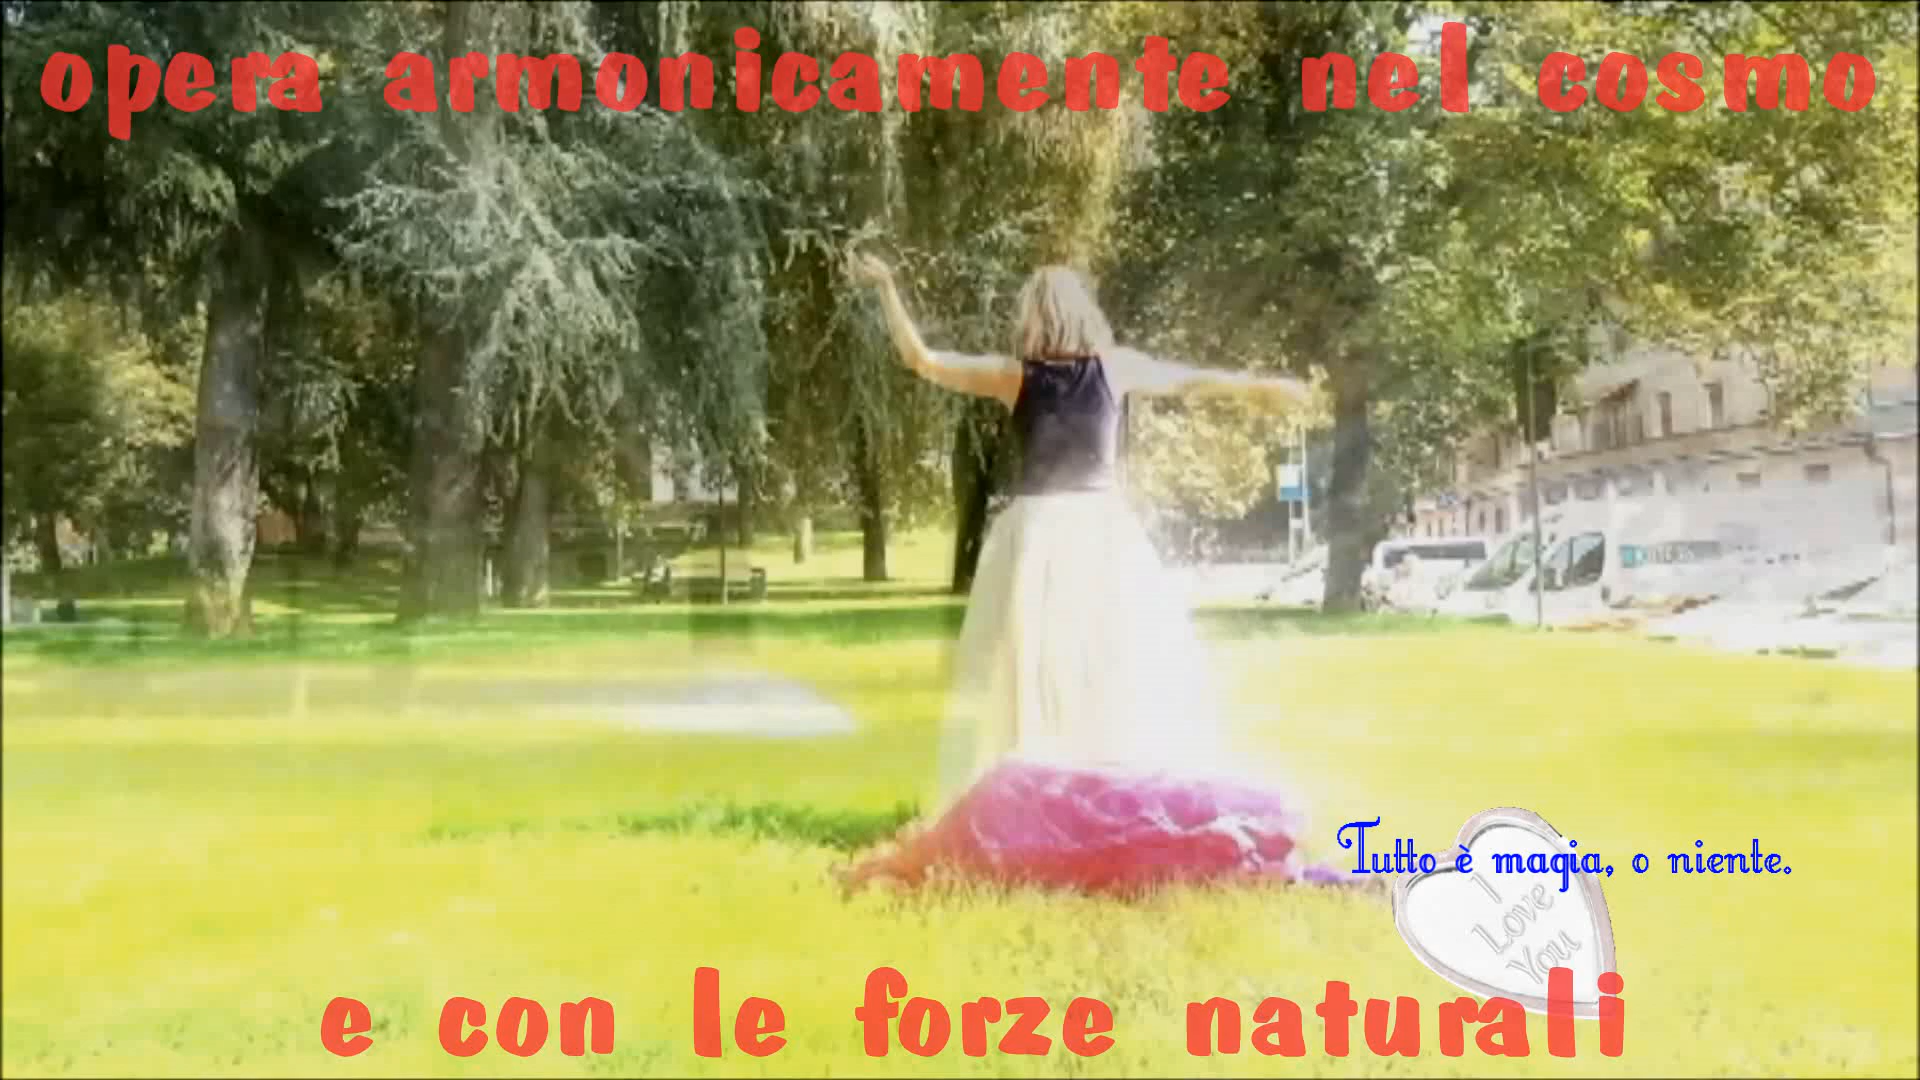 opera armonicamente nel cosmo
Tutto è magia, o niente.
I
Love
You
e con le forze naturali